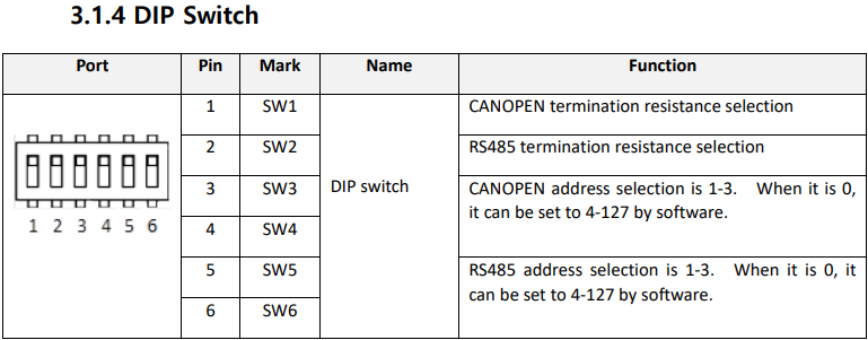 3.1.4 DIP Switch
Port Pin Mark Name Function
1 SW1 CANOPEN termination resistance selection
2 SW2 RS485 termination resistance selection
3 SW3 DIP switch CANOPEN address selection is 1-3. When it is 0,
it can be set to 4-127 by software.
1 2 3 4 5 6
4 SW4
5 SW5 RS485 address selection is 1-3. When it is 0, it
can be set to 4-127 by software.
6 SW6